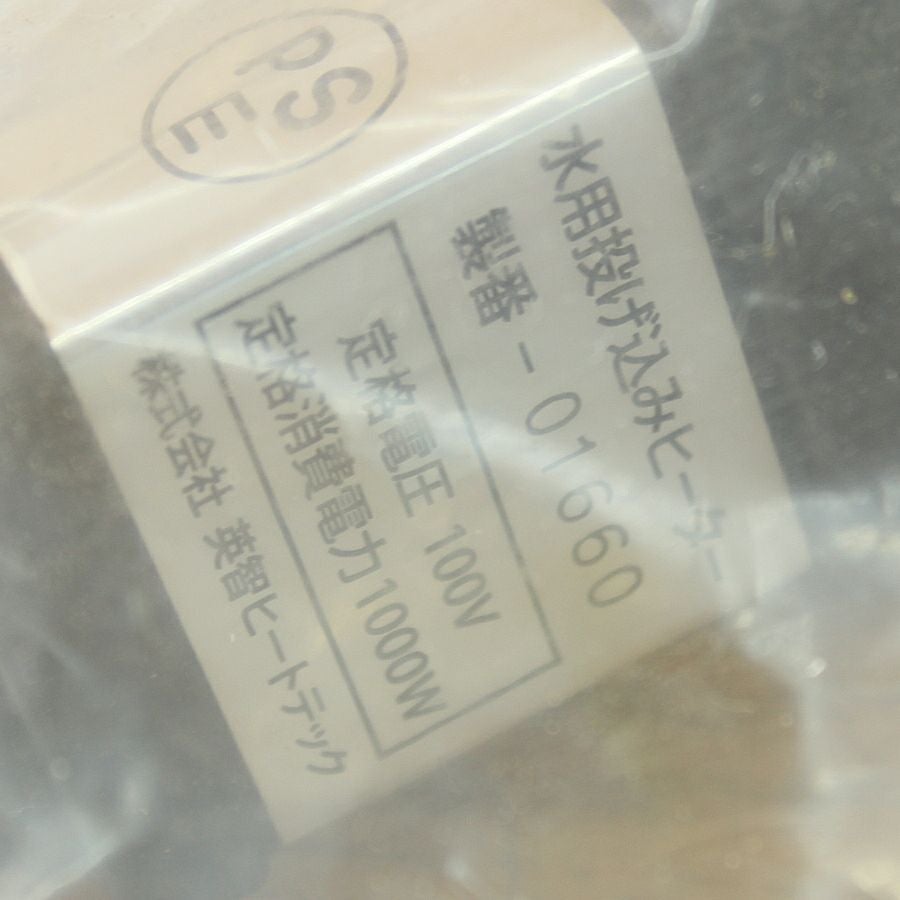 PS
E
水用投げ込みヒーター
製番-01660
定格電圧 100V
定格消費電力1000W
株式会社 英智ヒートテック